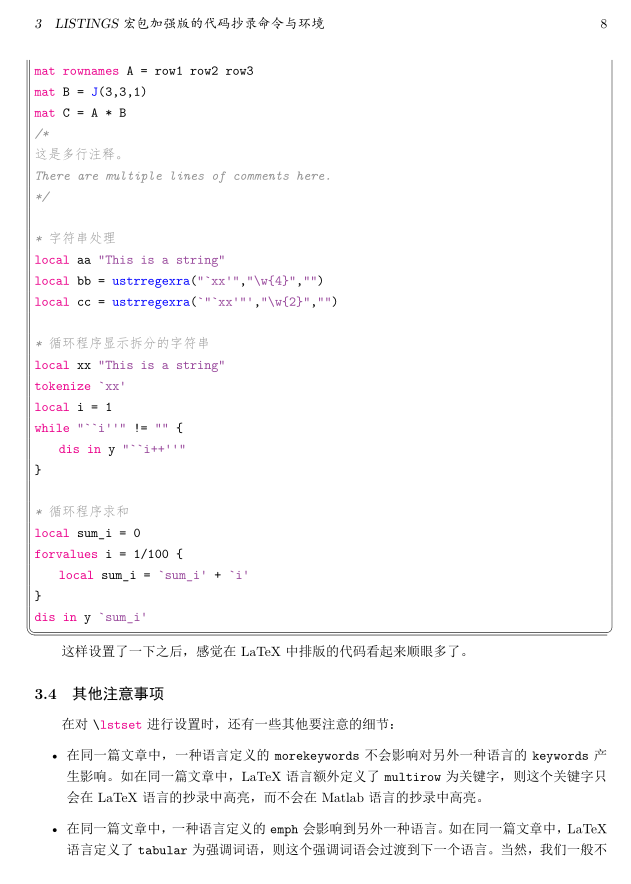 3 LISTINGS 宏包加强版的代码抄录命令与环境 8
mat rownames A = row1 row2 row3
mat B = J(3,3,1)
mat C = A * B
/*
这是多行注释。
There are multiple lines of comments here.
*/
* 字符串处理
local aa "This is a string"
local bb = ustrregexra("`xx'","\w{4}","")
local cc = ustrregexra(`"`xx'"',"\w{2}","")
* 循环程序显示拆分的字符串
local xx "This is a string"
tokenize `xx'
local i = 1
while "``i''" != "" {
dis in y "``i++''"
}
* 循环程序求和
local sum_i = 0
forvalues i = 1/100 {
local sum_i = `sum_i' + `i'
}
dis in y `sum_i'
这样设置了一下之后，感觉在 LaTeX 中排版的代码看起来顺眼多了。
3.4 其他注意事项
在对 \lstset 进行设置时，还有一些其他要注意的细节：
• 在同一篇文章中，一种语言定义的 morekeywords 不会影响对另外一种语言的 keywords 产
生影响。如在同一篇文章中，LaTeX 语言额外定义了 multirow 为关键字，则这个关键字只
会在 LaTeX 语言的抄录中高亮，而不会在 Matlab 语言的抄录中高亮。
• 在同一篇文章中，一种语言定义的 emph 会影响到另外一种语言。如在同一篇文章中，LaTeX
语言定义了 tabular 为强调词语，则这个强调词语会过渡到下一个语言。当然，我们一般不